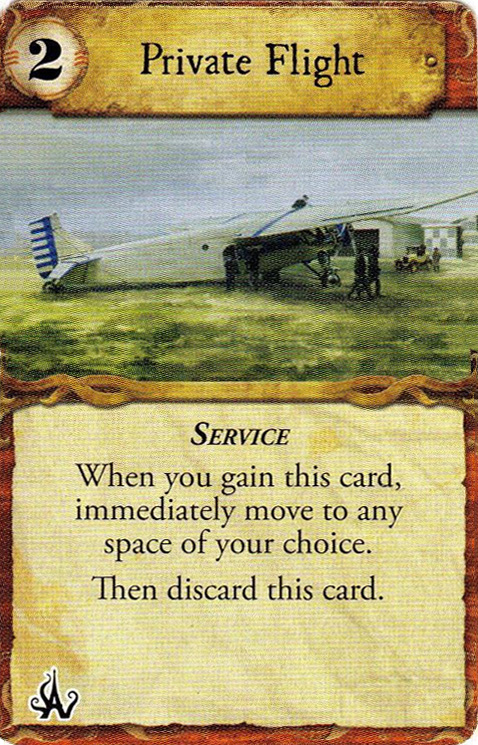 2
Private Flight
SERVICE
When you gain this card,
immediately move to any
space of your choice.
Then discard this card.